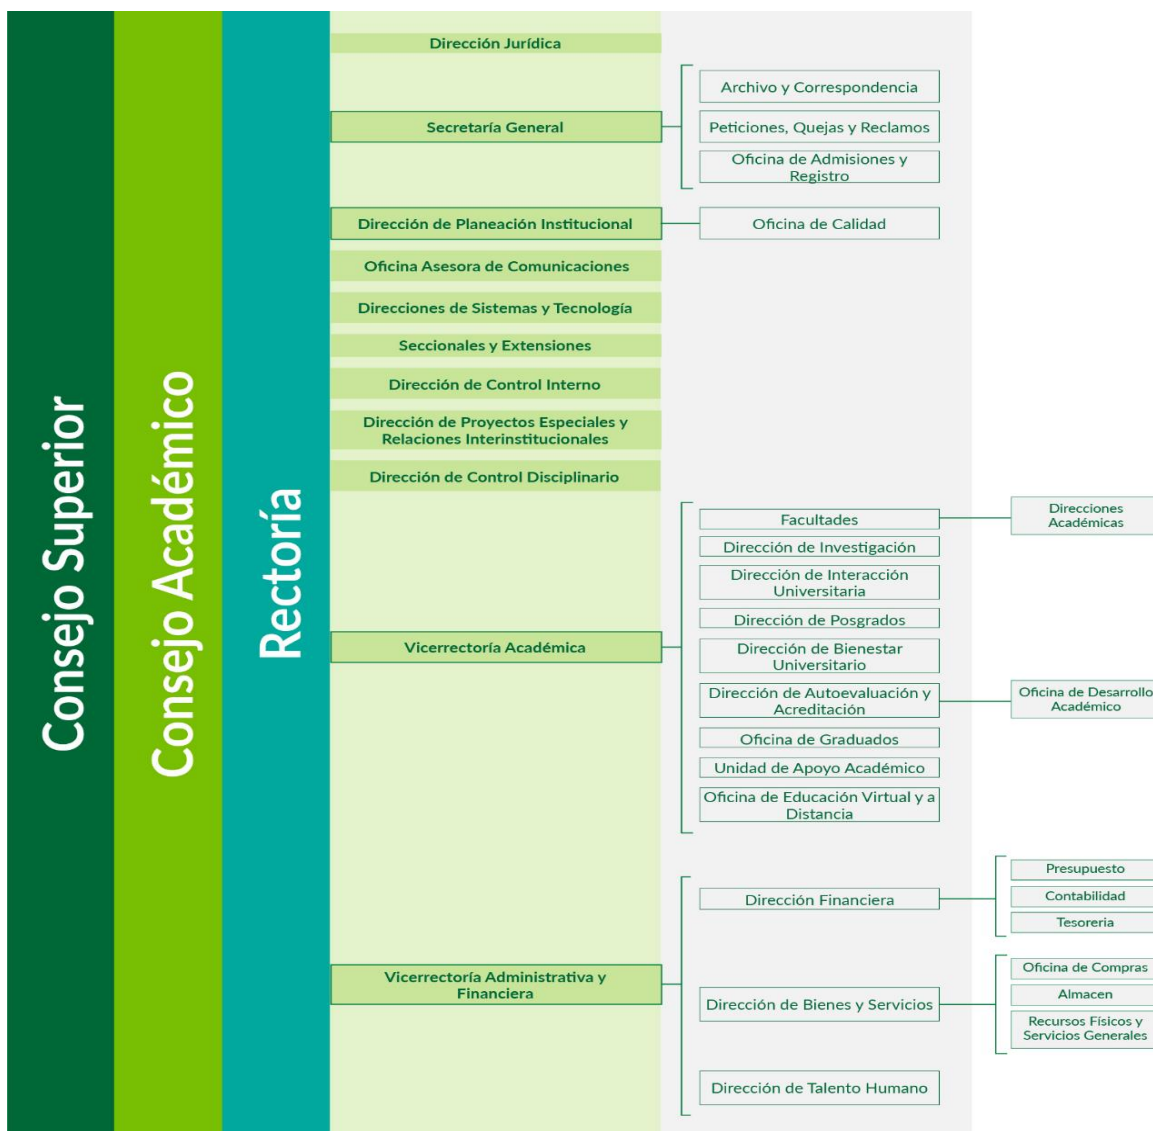 Consejo Superior
Consejo Académico
Rectoría
Dirección Jurídica
Secretaría General
Archivo y Correspondencia
Peticiones, Quejas y Reclamos
Oficina de Admisiones y
Registro
Dirección de Planeación Institucional
Oficina de Calidad
Oficina Asesora de Comunicaciones
Direcciones de Sistemas y Tecnología
Seccionales y Extensiones
Dirección de Control Interno
Dirección de Proyectos Especiales y
Relaciones Interinstitucionales
Dirección de Control Disciplinario
Vicerrectoría Académica
Facultades
Direcciones
Académicas
Dirección de Investigación
Dirección de Interacción
Universitaria
Dirección de Posgrados
Dirección de Bienestar
Universitario
Dirección de Autoevaluación y
Acreditación
Oficina de Desarrollo
Académico
Oficina de Graduados
Unidad de Apoyo Académico
Oficina de Educación Virtual y a
Distancia
Vicerrectoría Administrativa y
Financiera
Dirección Financiera
Presupuesto
Contabilidad
Tesoreria
Dirección de Bienes y Servicios
Oficina de Compras
Almacen
Recursos Físicos y
Servicios Generales
Dirección de Talento Humano